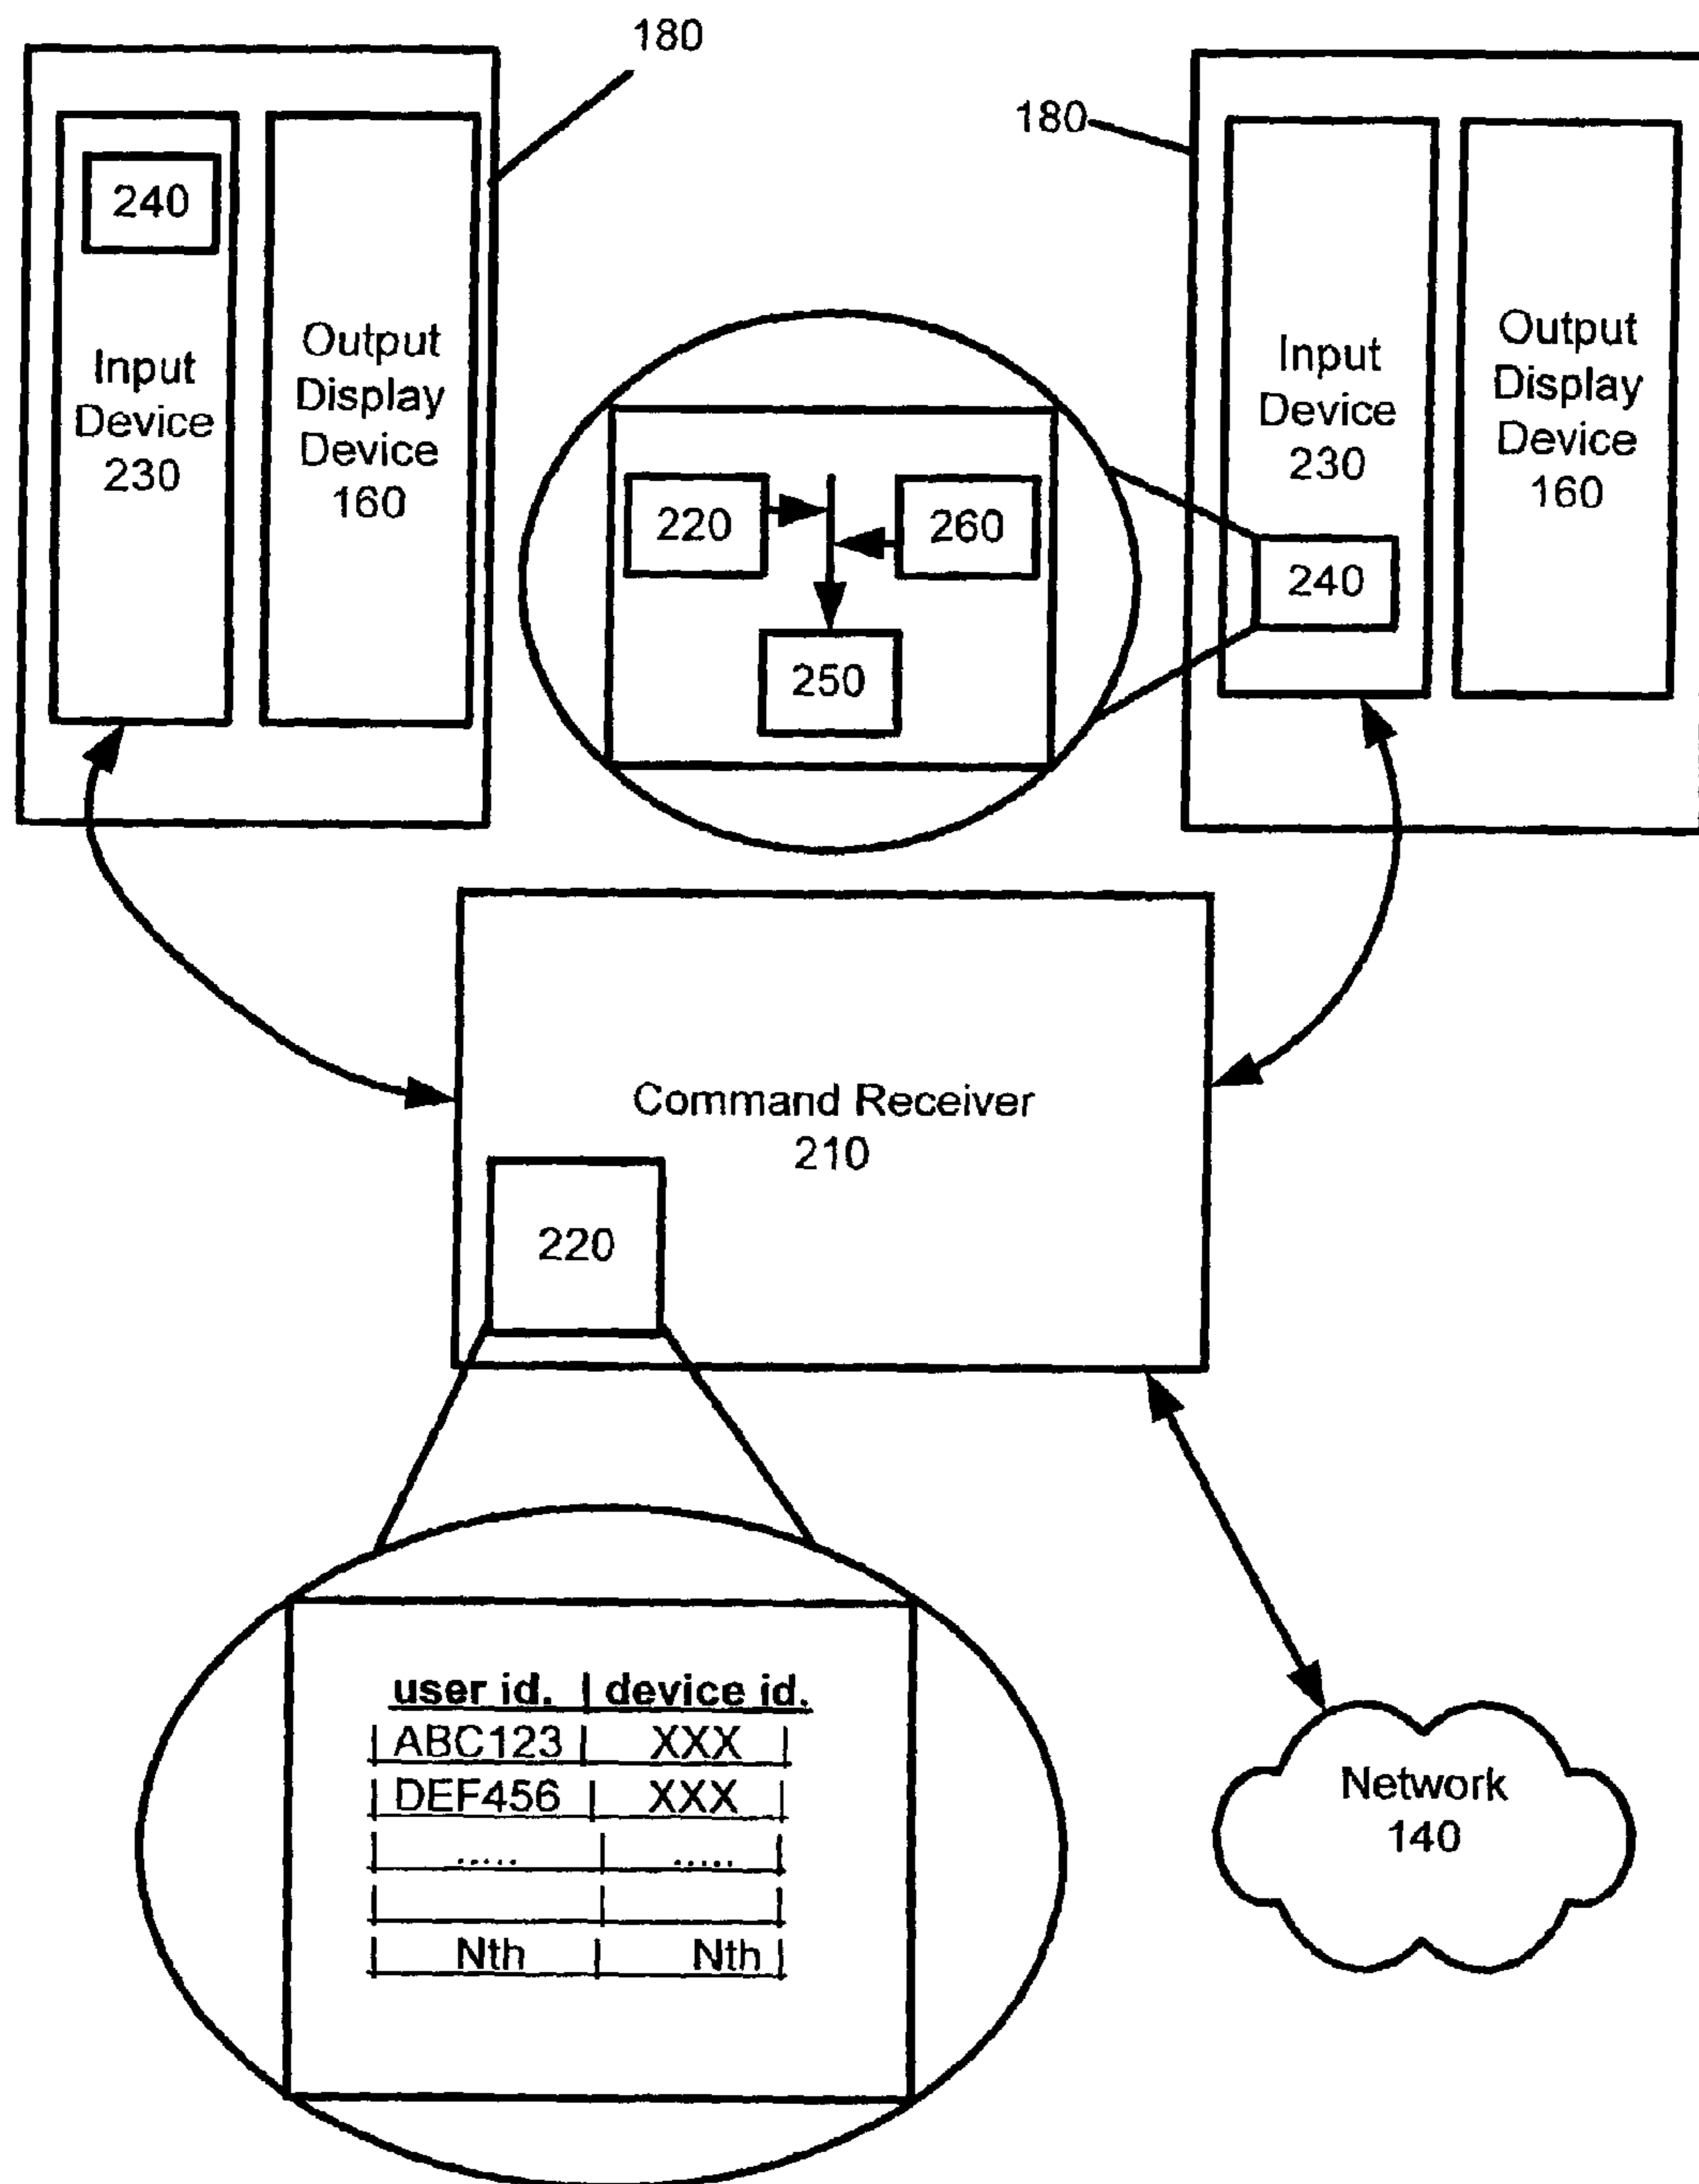 180
180
240
Input
Device
230
Output
Display
Device
160
220
260
250
Input
Device
230
240
Output
Display
Device
160
Command Receiver
210
220
user id. | device id.
ABC123 | XXX
DEF456 | XXX
..... | .....
Nth | Nth
Network
140